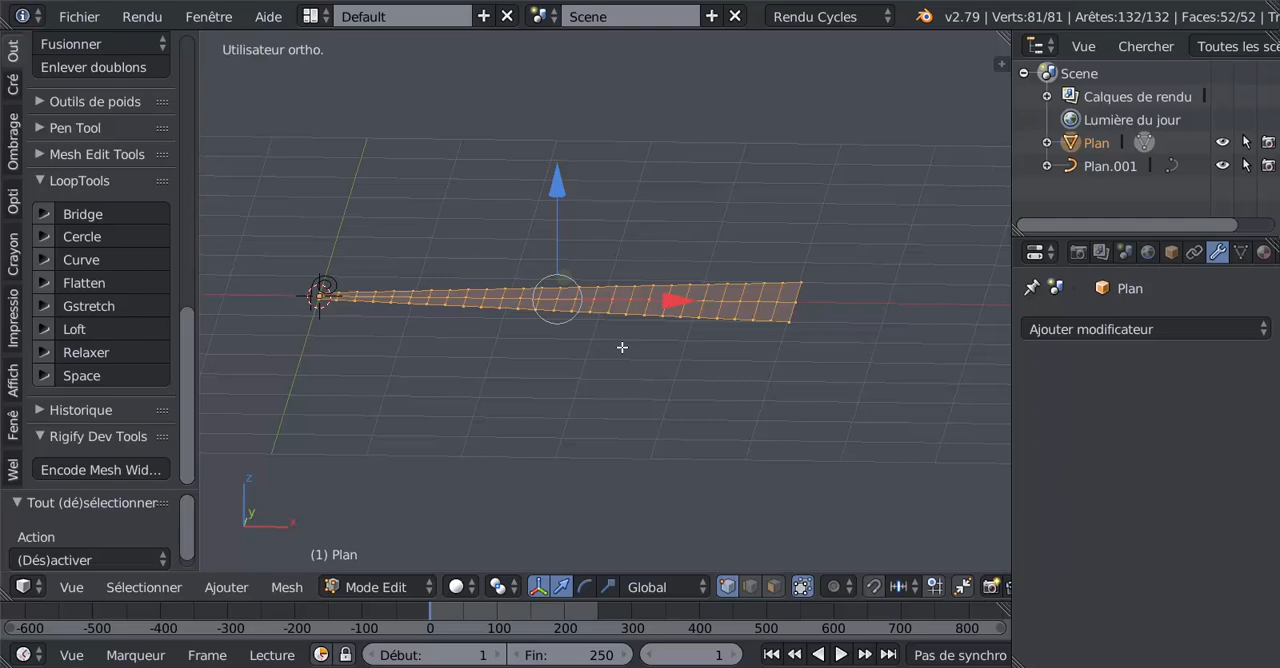 Fichier Rendu Fenêtre Aide Default Scene Rendu Cycles v2.79 | Verts:81/81 | Arêtes:132/132 | Faces:52/52 | Tr
Out
Cré
Ombrage
Opti
Crayon
Impressio
Affich
Fenê
Wel
Fusionner
Enlever doublons
Outils de poids
Pen Tool
Mesh Edit Tools
LoopTools
Bridge
Cercle
Curve
Flatten
Gstretch
Loft
Relaxer
Space
Historique
Rigify Dev Tools
Encode Mesh Wid...
Tout (dé)sélectionner
Action
(Dés)activer
Utilisateur ortho.
z
y
x
(1) Plan
Vue Chercher Toutes les scè
Scene
Calques de rendu
Lumière du jour
Plan
Plan.001
Plan
Ajouter modificateur
Vue Sélectionner Ajouter Mesh Mode Edit Global
-600 -500 -400 -300 -200 -100 0 100 200 300 400 500 600 700 800
Vue Marqueur Frame Lecture Début: 1 Fin: 250 1 Pas de synchro